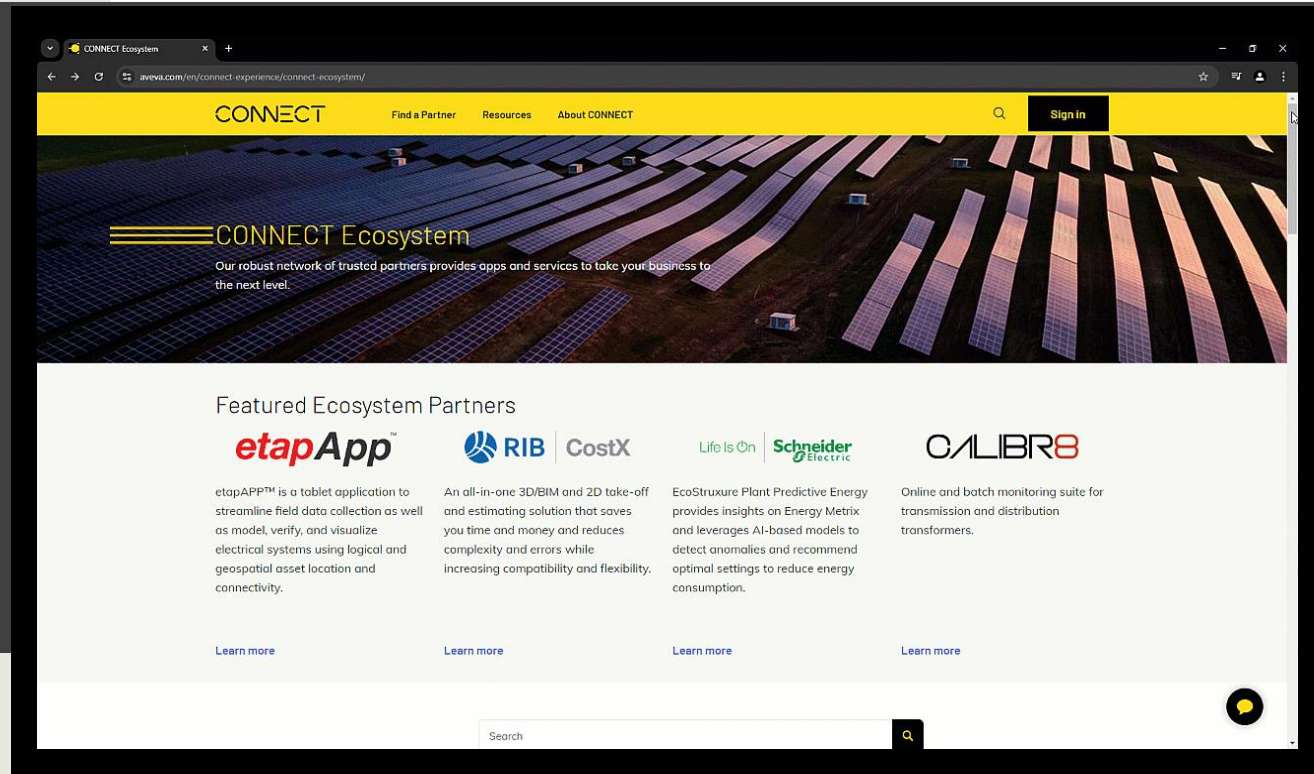 CONNECT Ecosystem
aveva.com/en/connect-experience/connect-ecosystem/
CONNECT
Find a Partner
Resources
About CONNECT
Sign in
CONNECT Ecosystem
Our robust network of trusted partners provides apps and services to take your business to
the next level.
Featured Ecosystem Partners
etapApp™
etapAPP™ is a tablet application to
streamline field data collection as well
as model, verify, and visualize
electrical systems using logical and
geospatial asset location and
connectivity.
Learn more
RIB CostX
An all-in-one 3D/BIM and 2D take-off
and estimating solution that saves
you time and money and reduces
complexity and errors while
increasing compatibility and flexibility.
Learn more
Life Is On Schneider
Electric
EcoStruxure Plant Predictive Energy
provides insights on Energy Metrix
and leverages AI-based models to
detect anomalies and recommend
optimal settings to reduce energy
consumption.
Learn more
CALIBR8
Online and batch monitoring suite for
transmission and distribution
transformers.
Learn more
Search